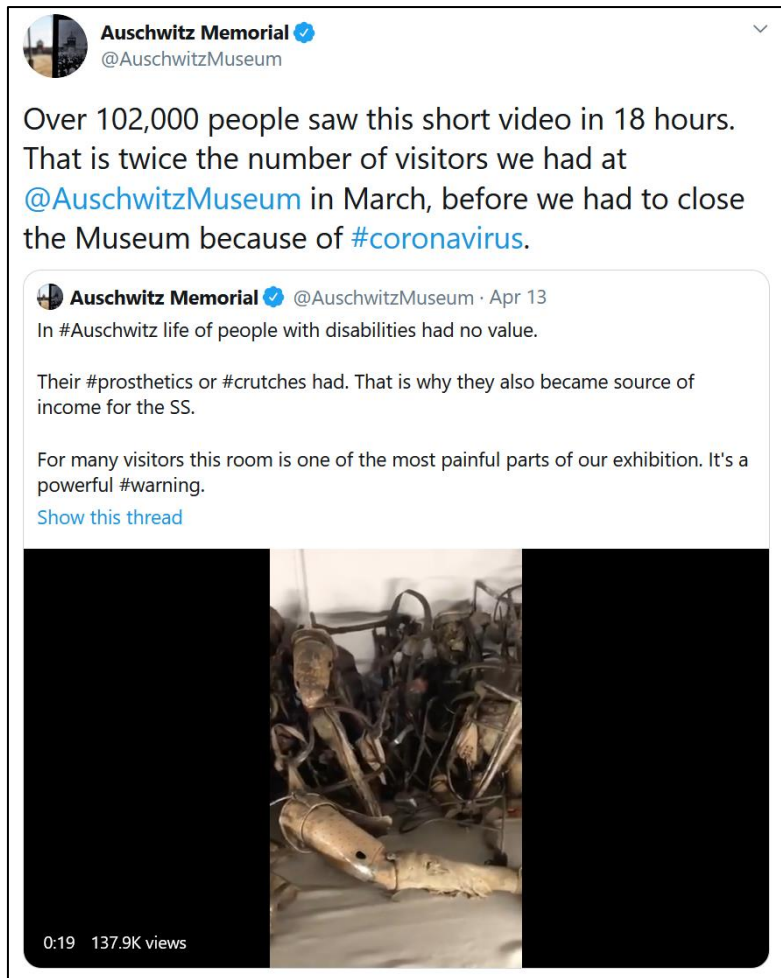 Auschwitz Memorial
@AuschwitzMuseum
Over 102,000 people saw this short video in 18 hours.
That is twice the number of visitors we had at
@AuschwitzMuseum in March, before we had to close
the Museum because of #coronavirus.
Auschwitz Memorial @AuschwitzMuseum · Apr 13
In #Auschwitz life of people with disabilities had no value.
Their #prosthetics or #crutches had. That is why they also became source of
income for the SS.
For many visitors this room is one of the most painful parts of our exhibition. It's a
powerful #warning.
Show this thread
0:19 137.9K views